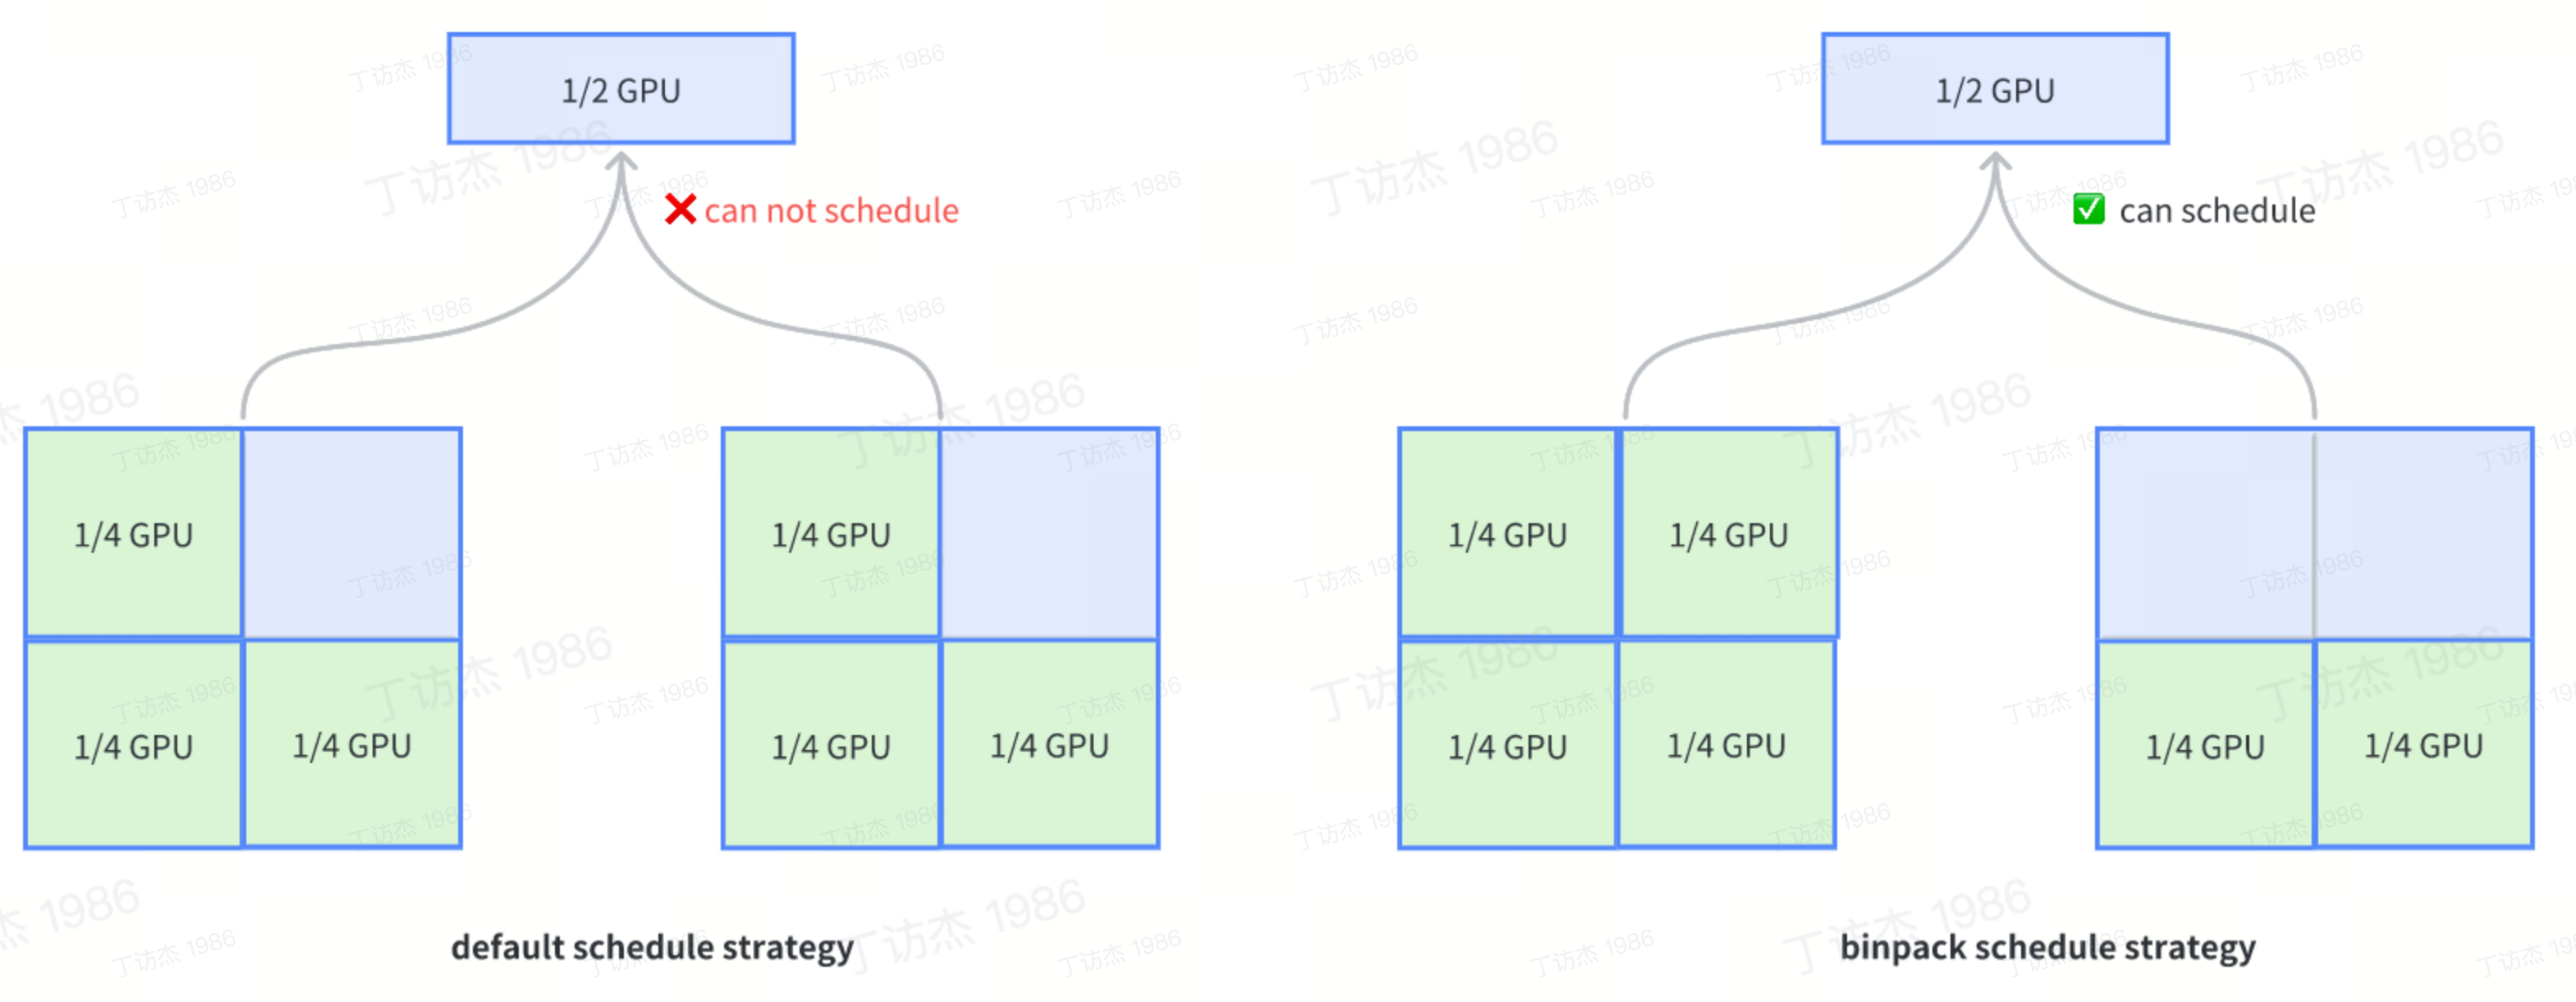 1/2 GPU
❌ can not schedule
1/4 GPU
1/4 GPU
1/4 GPU
1/4 GPU
1/4 GPU
1/4 GPU
default schedule strategy
1/2 GPU
✅ can schedule
1/4 GPU
1/4 GPU
1/4 GPU
1/4 GPU
1/4 GPU
1/4 GPU
binpack schedule strategy
丁访杰 1986